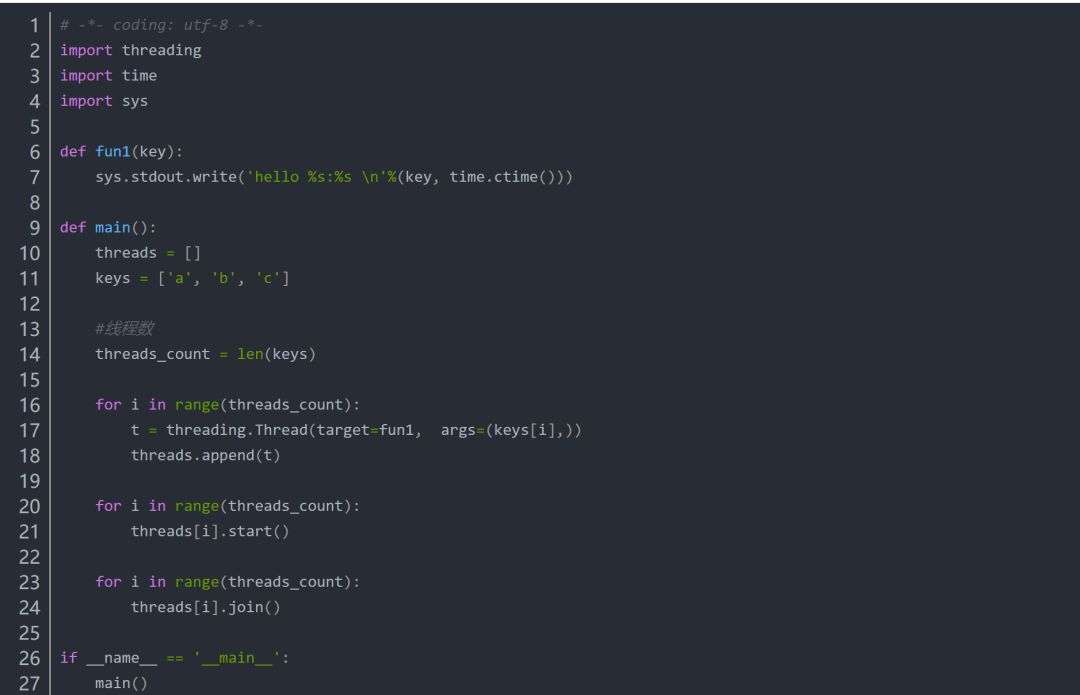 1 # -*- coding: utf-8 -*-
2 import threading
3 import time
4 import sys
5
6 def fun1(key):
7     sys.stdout.write('hello %s:%s \n'%(key, time.ctime()))
8
9 def main():
10     threads = []
11     keys = ['a', 'b', 'c']
12
13     #线程数
14     threads_count = len(keys)
15
16     for i in range(threads_count):
17         t = threading.Thread(target=fun1,  args=(keys[i],))
18         threads.append(t)
19
20     for i in range(threads_count):
21         threads[i].start()
22
23     for i in range(threads_count):
24         threads[i].join()
25
26 if __name__ == '__main__':
27     main()